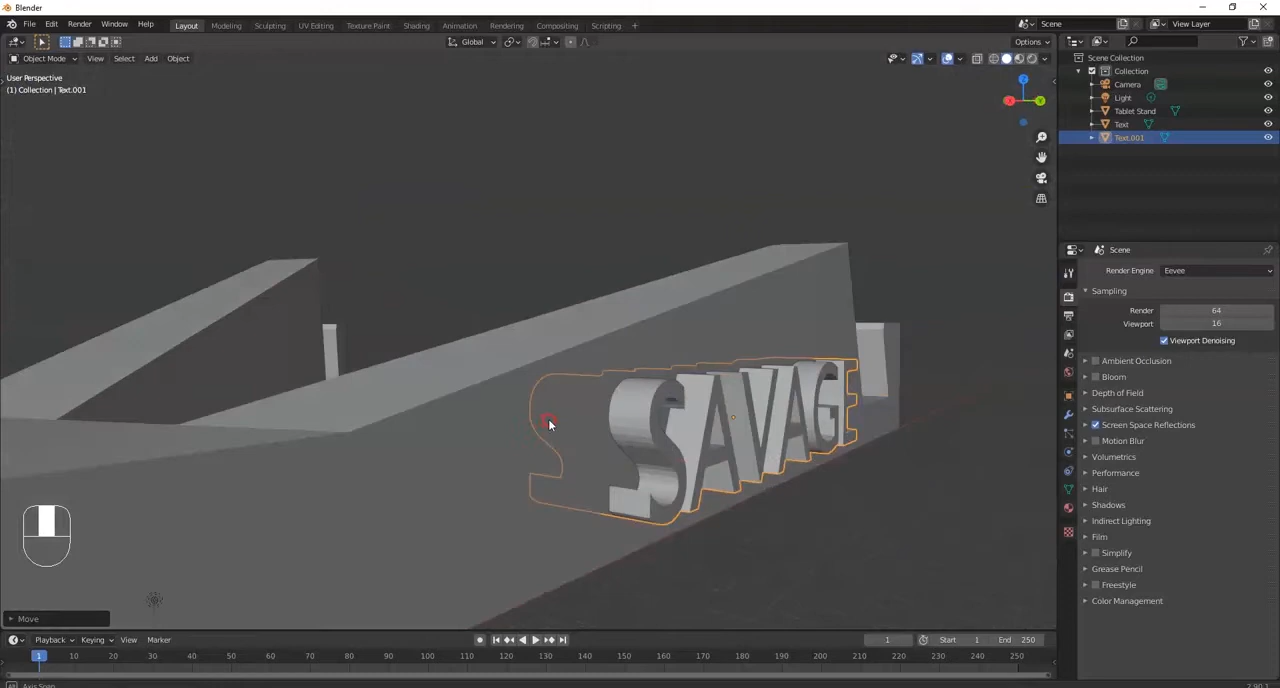 Blender
File Edit Render Window Help Layout Modeling Sculpting UV Editing Texture Paint Shading Animation Rendering Compositing Scripting + Scene View Layer
Global Options
Object Mode View Select Add Object
User Perspective
(1) Collection | Text.001
Scene Collection
Collection
Camera
Light
Tablet Stand
Text
Text.001
Scene
Render Engine Eevee
Sampling
Render 64
Viewport 16
Viewport Denoising
Ambient Occlusion
Bloom
Depth of Field
Subsurface Scattering
Screen Space Reflections
Motion Blur
Volumetrics
Performance
Hair
Shadows
Indirect Lighting
Film
Simplify
Grease Pencil
Freestyle
Color Management
X Y Z
SAVAGE
Move
Playback Keying View Marker 1 Start 1 End 250
1 10 20 30 40 50 60 70 80 90 100 110 120 130 140 150 160 170 180 190 200 210 220 230 240 250
Axis Snap 2.90.1